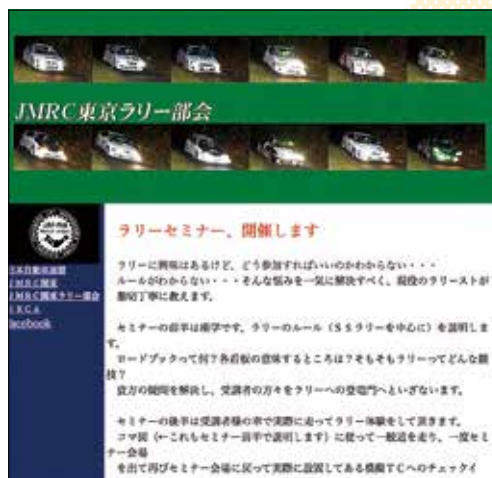 JMRC東京ラリー部会
日本自動車連盟
JMRC関東
JMRC関東ラリー部会
facebook
ラリーセミナー、開催します
ラリーに興味はあるけど、どう参加すればいいのかわからない・・・
ルールがわからない・・・そんな悩みを一気に解決すべく、現役のラリーストが
懇切丁寧に教えます。
セミナーの前半は座学です。ラリーのルール（SSラリーを中心に）を説明しま
す。
ロードブックって何？各看板の意味するところは？そもそもラリーってどんな競
技？
貴方の疑問を解決し、受講者の方々をラリーへの登竜門へといざないます。
セミナーの後半は受講者様の車で実際に走ってラリー体験をして頂きます。
コマ図（←これもセミナー前半で説明します）に従って一般道を走り、一度セミ
ナー会場
を出て再びセミナー会場に戻って実際に設置してある模擬TCへのチェックイ